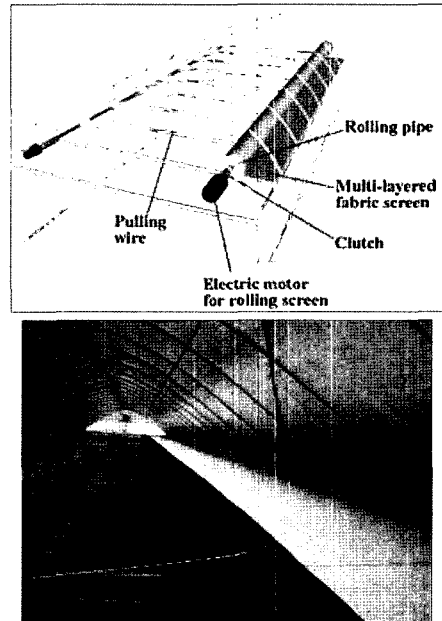 Rolling pipe
Multi-layered
fabric screen
Pulling
wire
Clutch
Electric motor
for rolling screen